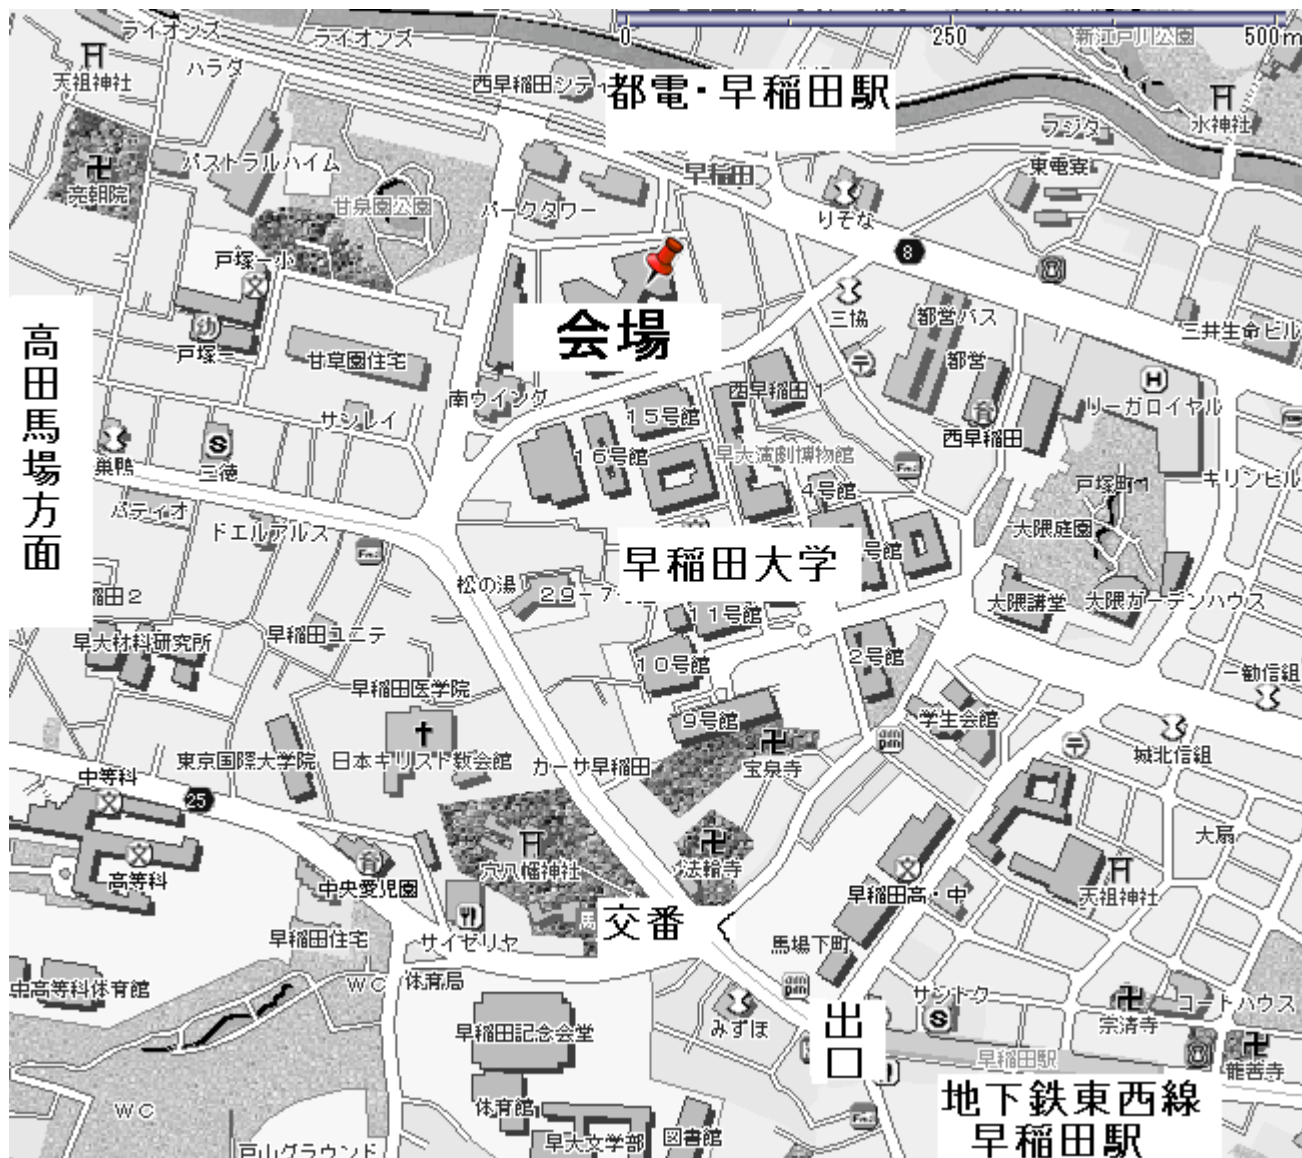 ライオンズ
ライオンズ
0
250
500m
新江戸川公園
天祖神社
ハラダ
西早稲田シティ
都電・早稲田駅
水神社
フジタ
パストラルハイム
早稲田
東電寮
亮朝院
甘泉園公園
パークタワー
りぞな
戸塚一小
8
会場
三協
都営バス
三井生命ビル
高田馬場方面
幼
戸塚一
甘草園住宅
都営
南ウイング
西早稲田1
H
リーガロイヤル
サンレイ
15号館
西早稲田
巣鴨
S
三徳
16号館
早大演劇博物館
キリンビル
パティオ
4号館
戸塚町1
ドエルアルス
大隈庭園
早稲田大学
号館
松の湯
29-7
稲田2
11号館
大隈講堂
大隈ガーデンハウス
早大材料研究所
早稲田ユニテ
10号館
2号館
一勧信組
早稲田医学院
9号館
学生会館
城北信組
東京国際大学院
日本キリスト教会館
カーサ早稲田
宝泉寺
中等科
25
大扇
高等科
中央愛児園
穴八幡神社
法輪寺
早稲田高・中
天祖神社
交番
早稲田住宅
サイゼリヤ
馬場下町
中高等科体育館
WC
体育局
サントク
コートハウス
みずほ
出口
S
宗清寺
早稲田記念会堂
早稲田駅
龍善寺
WC
体育館
地下鉄東西線
早稲田駅
戸山グラウンド
早大文学部
図書館